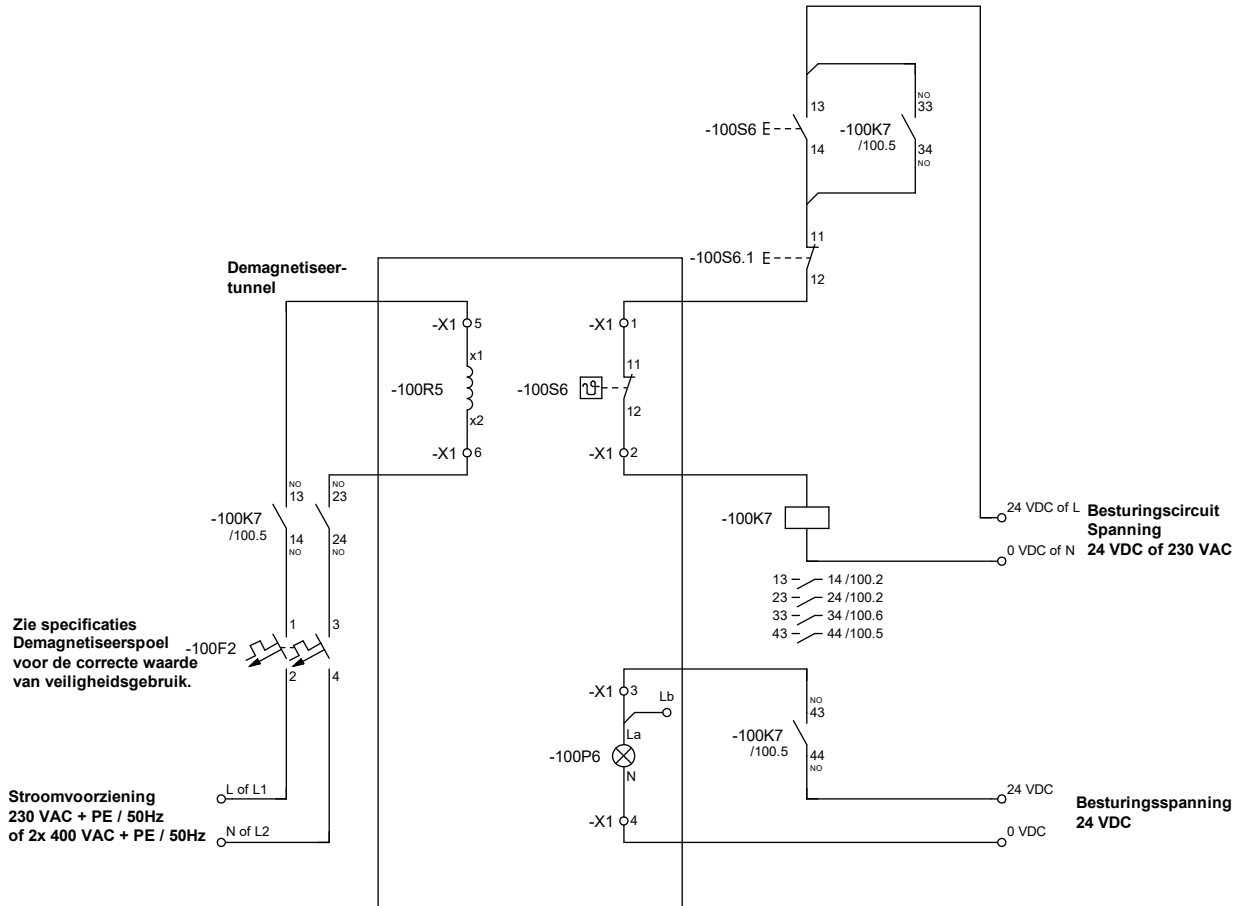 13
-100S6
14
NO
33
-100K7
/100.5
34
NO
11
-100S6.1
12
Demagnetiseer-
tunnel
-X1 5
x1
-100R5
x2
-X1 6
-X1 1
11
-100S6
12
-X1 2
NO NO
13 23
-100K7
/100.5
14 24
NO NO
-100K7
24 VDC of L
0 VDC of N
Besturingscircuit
Spanning
24 VDC of 230 VAC
13 14 /100.2
23 24 /100.2
33 34 /100.6
43 44 /100.5
Zie specificaties
Demagnetiseerspoel
voor de correcte waarde
van veiligheidsgebruik.
1 3
-100F2
2 4
-X1 3
Lb
La
-100P6
N
-X1 4
NO
43
-100K7
/100.5
44
NO
Stroomvoorziening
230 VAC + PE / 50Hz
of 2x 400 VAC + PE / 50Hz
L of L1
N of L2
24 VDC
0 VDC
Besturingsspanning
24 VDC